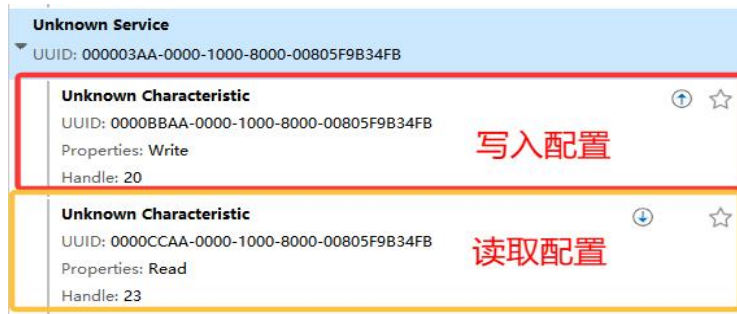 Unknown Service
UUID: 000003AA-0000-1000-8000-00805F9B34FB
Unknown Characteristic
UUID: 0000BBAA-0000-1000-8000-00805F9B34FB
Properties: Write
写入配置
Handle: 20
Unknown Characteristic
UUID: 0000CCAA-0000-1000-8000-00805F9B34FB
读取配置
Properties: Read
Handle: 23